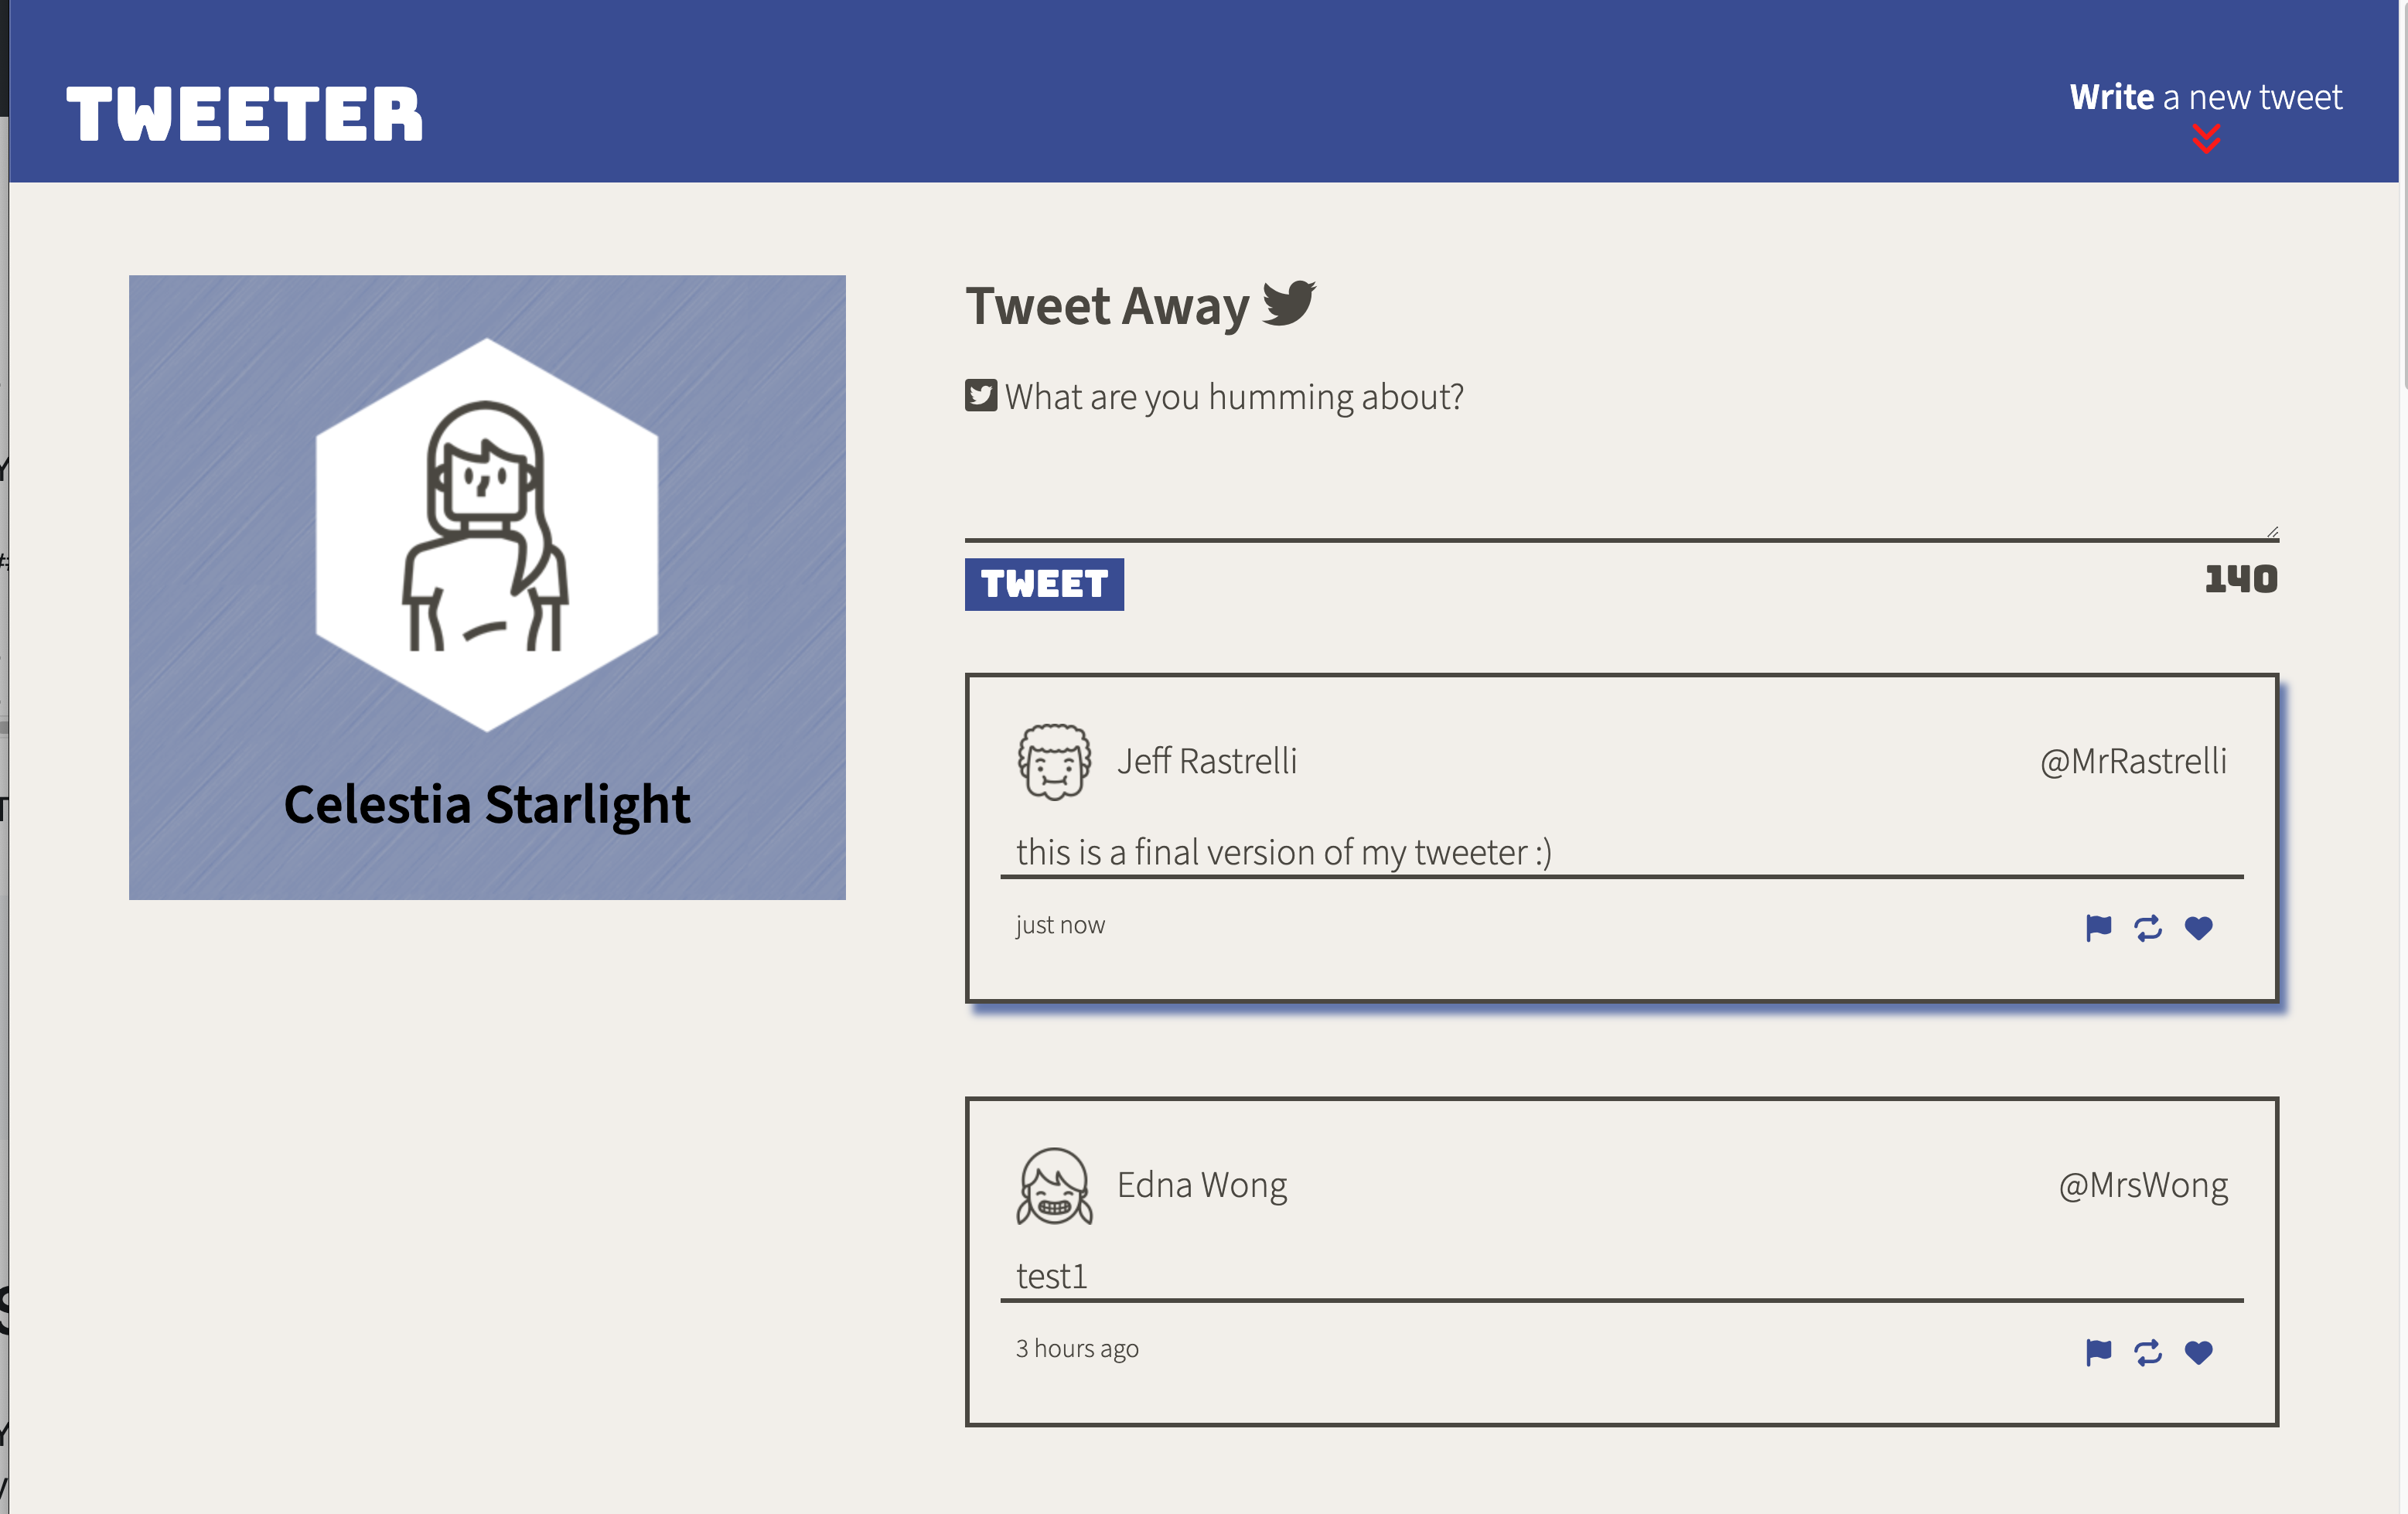 TWEETER
Write a new tweet
Celestia Starlight
Tweet Away
What are you humming about?
TWEET
140
Jeff Rastrelli
@MrRastrelli
this is a final version of my tweeter :)
just now
Edna Wong
@MrsWong
test1
3 hours ago